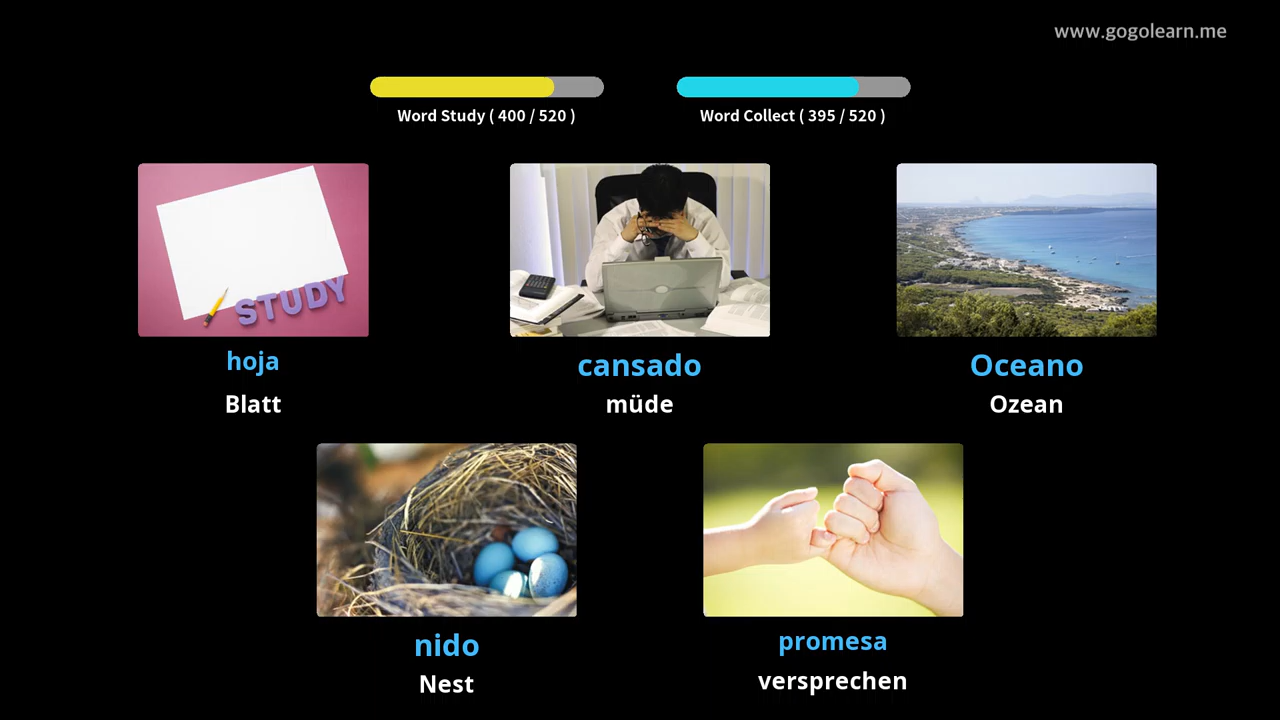 www.gogolearn.me
Word Study ( 400 / 520 )
Word Collect ( 395 / 520 )
STUDY
hoja
Blatt
cansado
müde
Oceano
Ozean
nido
Nest
promesa
versprechen